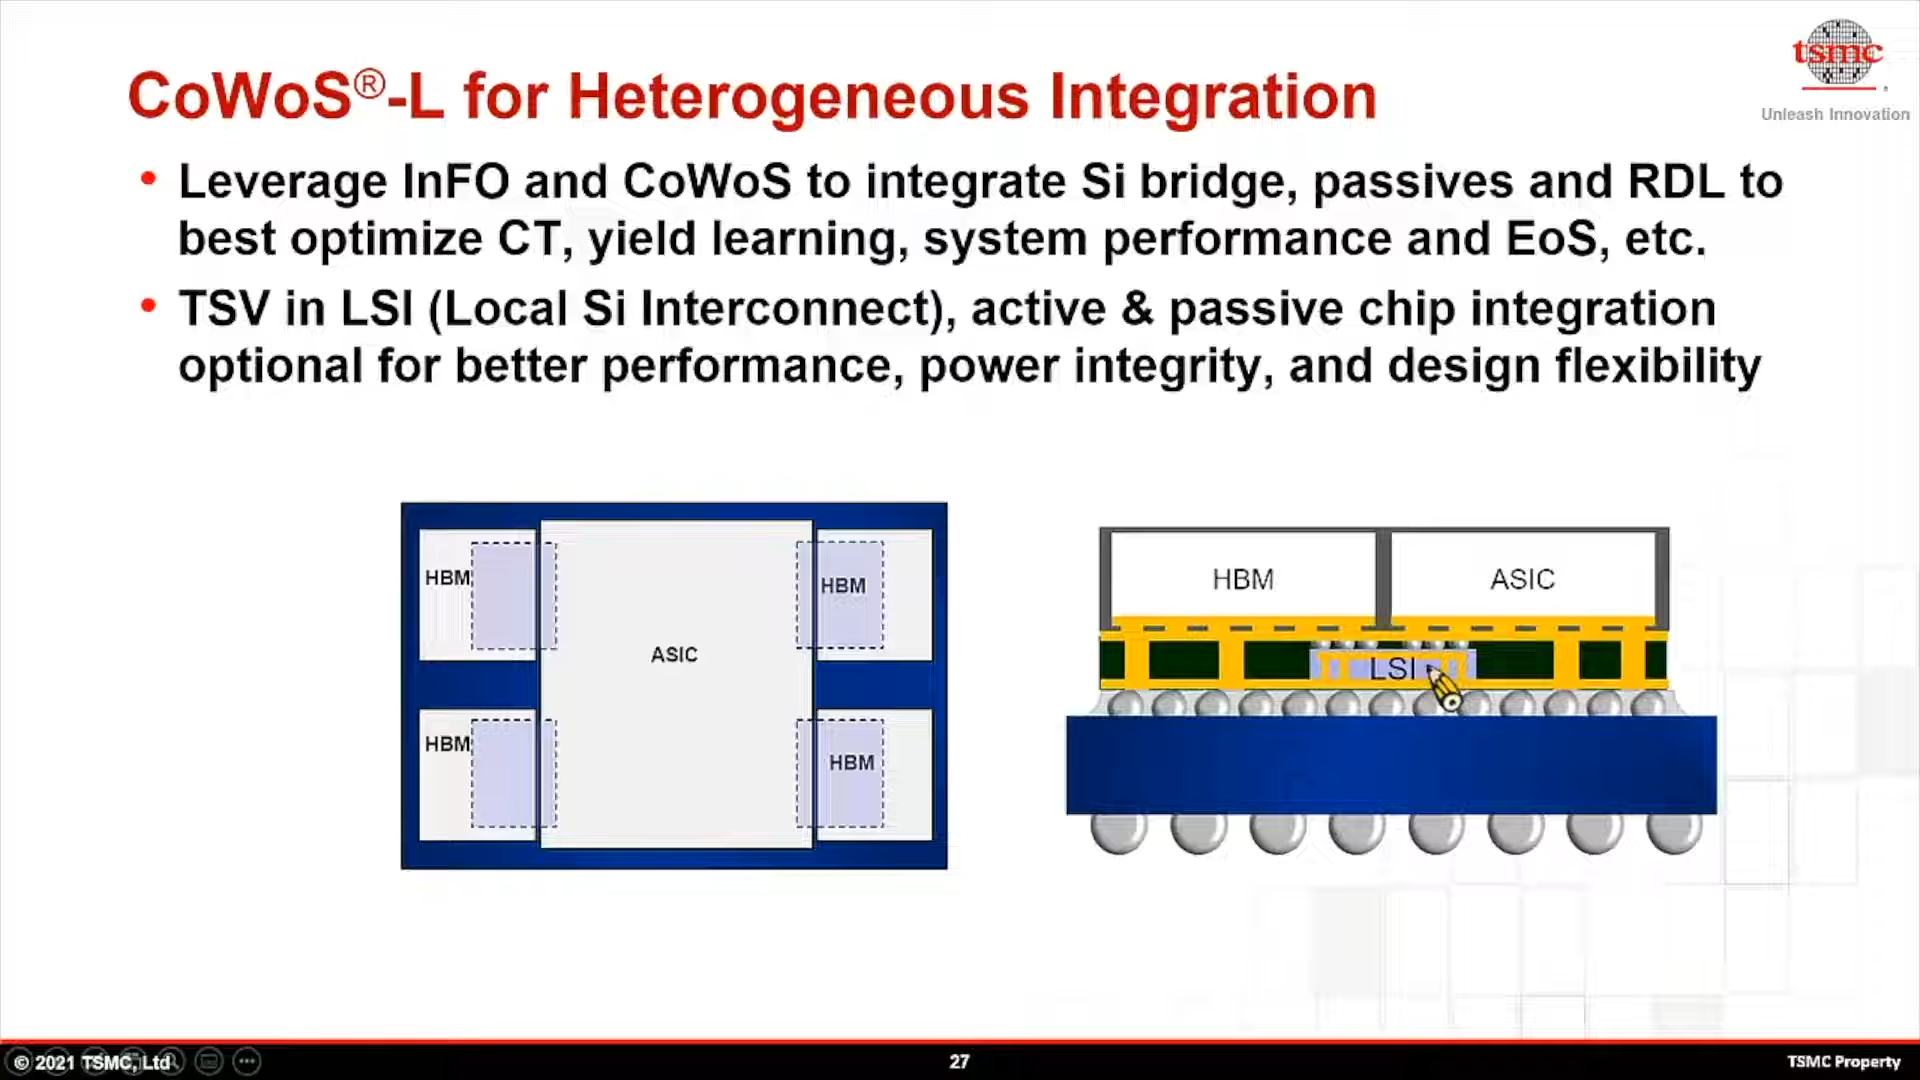 tsmc
Unleash Innovation
CoWoS®-L for Heterogeneous Integration
• Leverage InFO and CoWoS to integrate Si bridge, passives and RDL to
best optimize CT, yield learning, system performance and EoS, etc.
• TSV in LSI (Local Si Interconnect), active & passive chip integration
optional for better performance, power integrity, and design flexibility
HBM
HBM
ASIC
HBM
HBM
HBM
ASIC
LSI
© 2021 TSMC, Ltd
27
TSMC Property